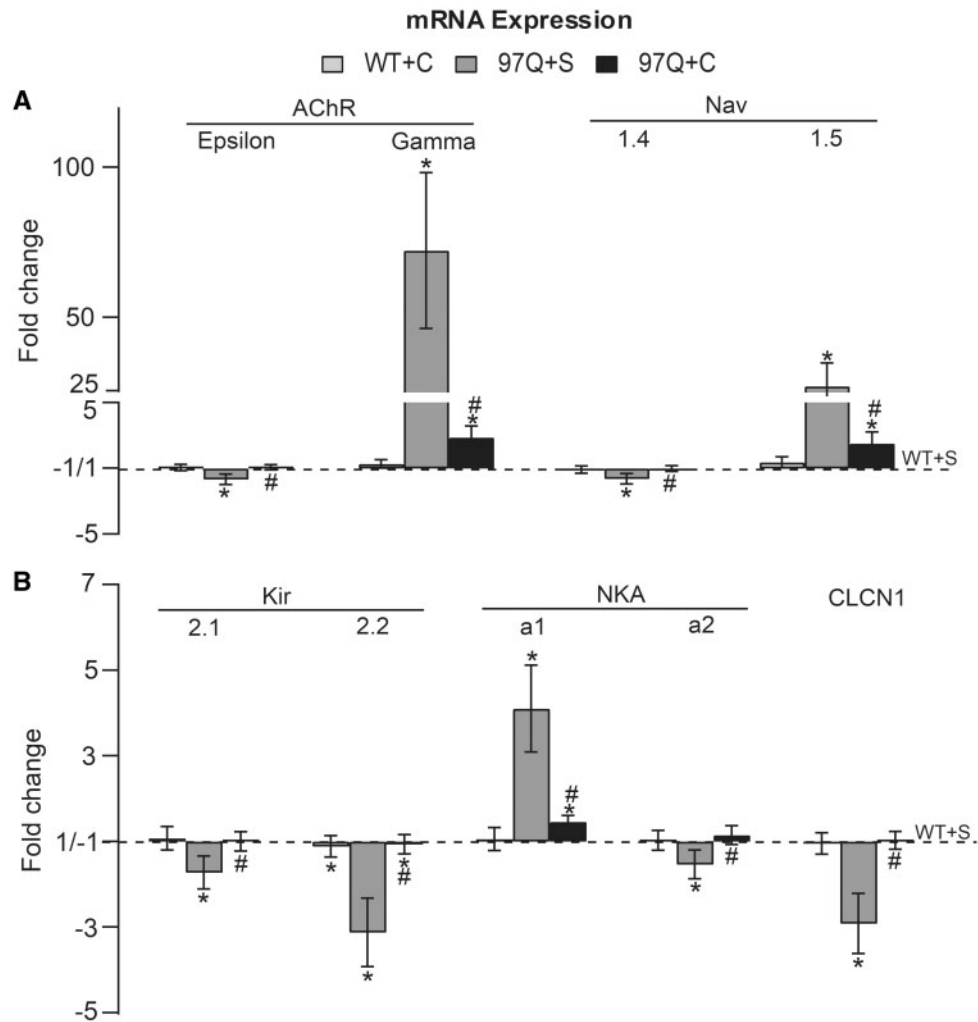 mRNA Expression
WT+C 97Q+S 97Q+C
A
AChR Nav
Epsilon Gamma 1.4 1.5
Fold change
100
50
25
5
-1/1
-5
* * * *
# # * # # *
WT+S
B
Kir NKA CLCN1
2.1 2.2 a1 a2
Fold change
7
5
3
1/-1
-3
-5
* # * * * # * # * * # * #
WT+S